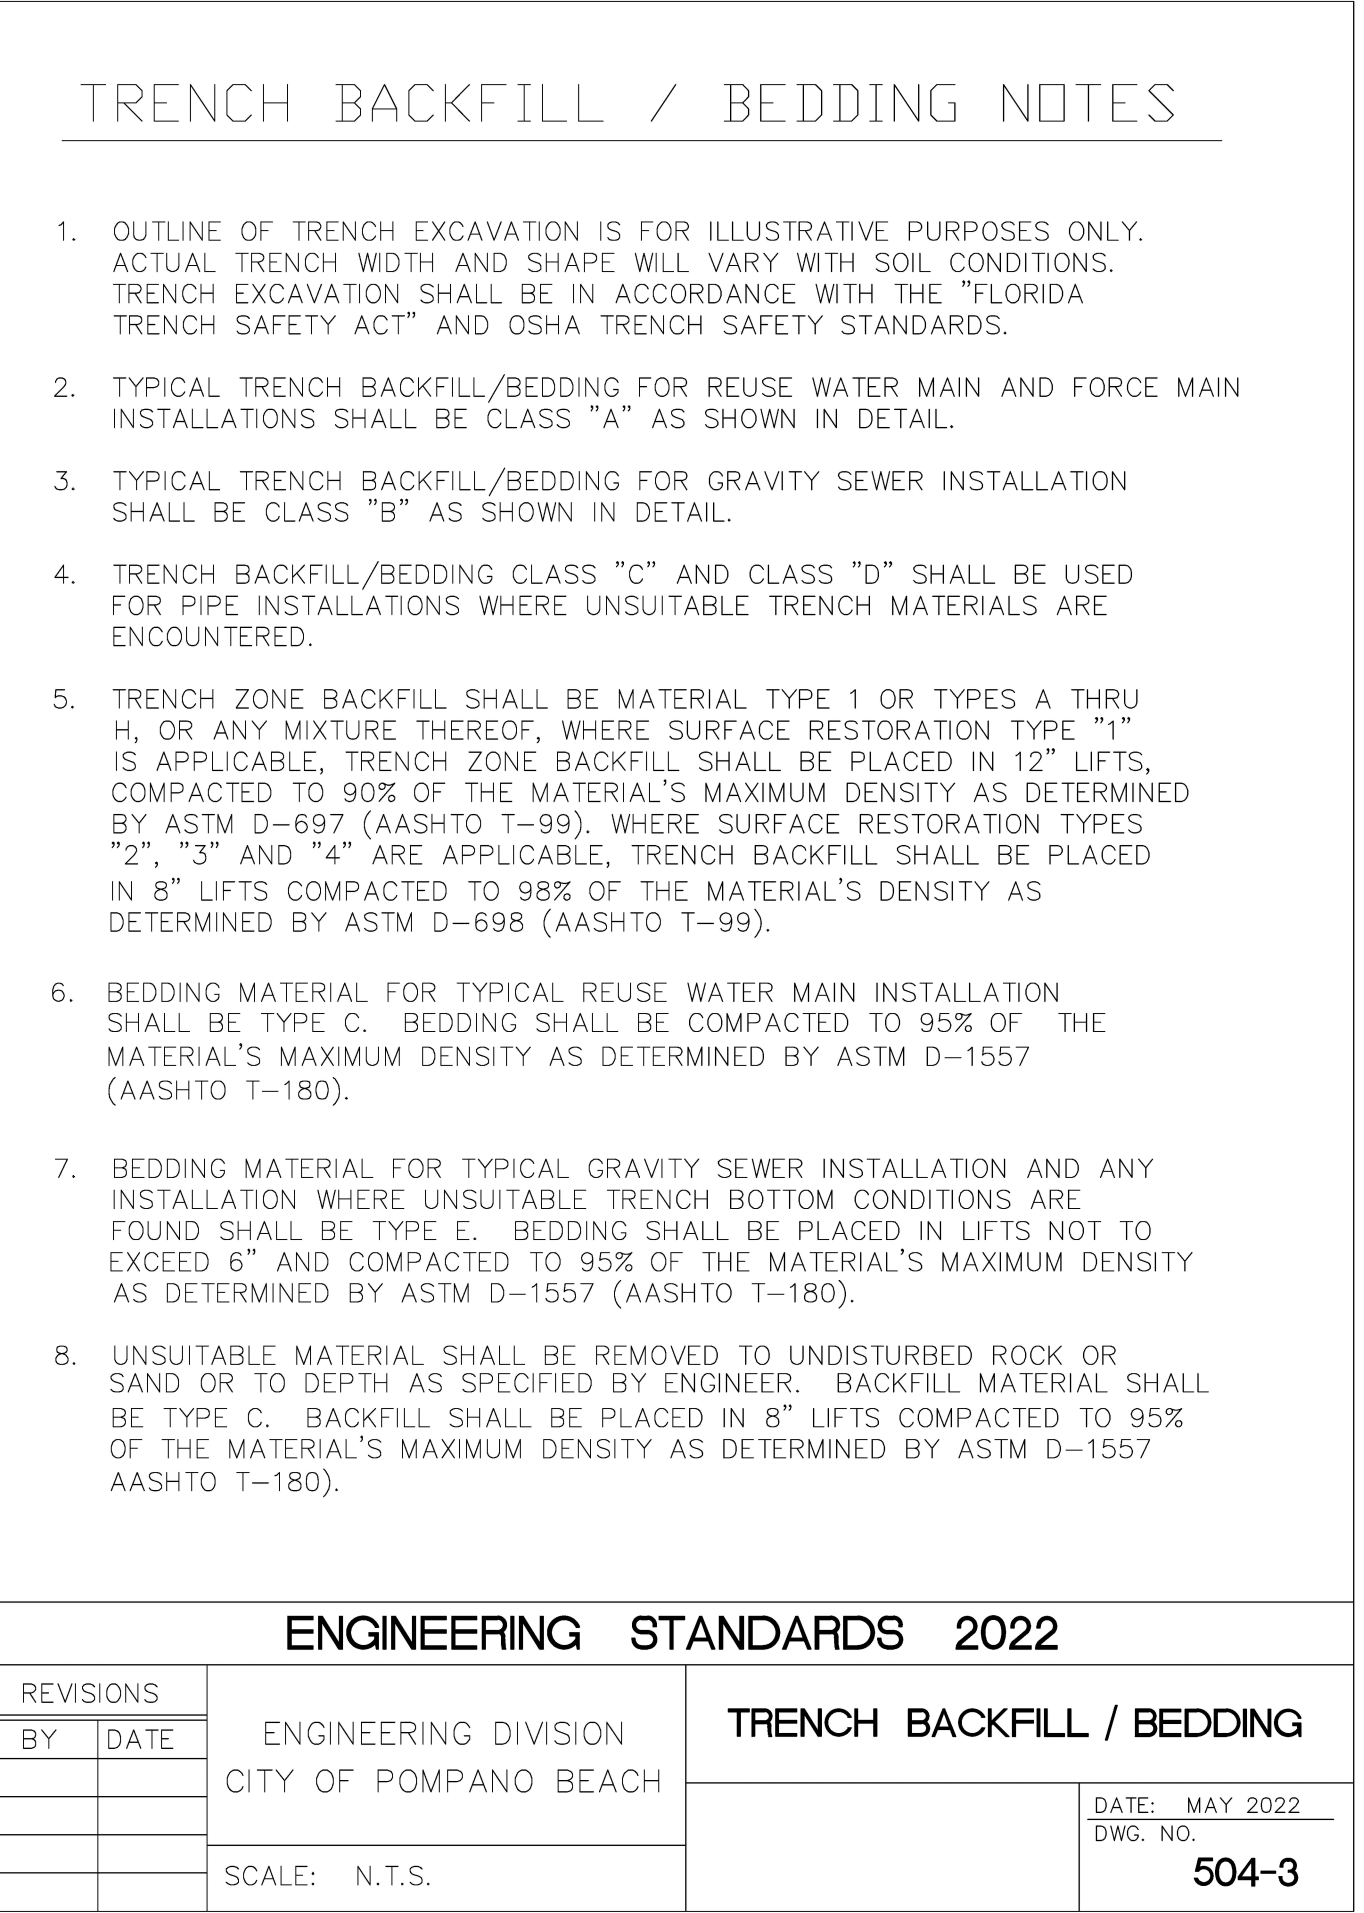 TRENCH BACKFILL / BEDDING NOTES
1. OUTLINE OF TRENCH EXCAVATION IS FOR ILLUSTRATIVE PURPOSES ONLY.
ACTUAL TRENCH WIDTH AND SHAPE WILL VARY WITH SOIL CONDITIONS.
TRENCH EXCAVATION SHALL BE IN ACCORDANCE WITH THE "FLORIDA
TRENCH SAFETY ACT" AND OSHA TRENCH SAFETY STANDARDS.
2. TYPICAL TRENCH BACKFILL/BEDDING FOR REUSE WATER MAIN AND FORCE MAIN
INSTALLATIONS SHALL BE CLASS "A" AS SHOWN IN DETAIL.
3. TYPICAL TRENCH BACKFILL/BEDDING FOR GRAVITY SEWER INSTALLATION
SHALL BE CLASS "B" AS SHOWN IN DETAIL.
4. TRENCH BACKFILL/BEDDING CLASS "C" AND CLASS "D" SHALL BE USED
FOR PIPE INSTALLATIONS WHERE UNSUITABLE TRENCH MATERIALS ARE
ENCOUNTERED.
5. TRENCH ZONE BACKFILL SHALL BE MATERIAL TYPE 1 OR TYPES A THRU
H, OR ANY MIXTURE THEREOF, WHERE SURFACE RESTORATION TYPE "1"
IS APPLICABLE, TRENCH ZONE BACKFILL SHALL BE PLACED IN 12" LIFTS,
COMPACTED TO 90% OF THE MATERIAL'S MAXIMUM DENSITY AS DETERMINED
BY ASTM D-697 (AASHTO T-99). WHERE SURFACE RESTORATION TYPES
"2", "3" AND "4" ARE APPLICABLE, TRENCH BACKFILL SHALL BE PLACED
IN 8" LIFTS COMPACTED TO 98% OF THE MATERIAL'S DENSITY AS
DETERMINED BY ASTM D-698 (AASHTO T-99).
6. BEDDING MATERIAL FOR TYPICAL REUSE WATER MAIN INSTALLATION
SHALL BE TYPE C. BEDDING SHALL BE COMPACTED TO 95% OF THE
MATERIAL'S MAXIMUM DENSITY AS DETERMINED BY ASTM D-1557
(AASHTO T-180).
7. BEDDING MATERIAL FOR TYPICAL GRAVITY SEWER INSTALLATION AND ANY
INSTALLATION WHERE UNSUITABLE TRENCH BOTTOM CONDITIONS ARE
FOUND SHALL BE TYPE E. BEDDING SHALL BE PLACED IN LIFTS NOT TO
EXCEED 6" AND COMPACTED TO 95% OF THE MATERIAL'S MAXIMUM DENSITY
AS DETERMINED BY ASTM D-1557 (AASHTO T-180).
8. UNSUITABLE MATERIAL SHALL BE REMOVED TO UNDISTURBED ROCK OR
SAND OR TO DEPTH AS SPECIFIED BY ENGINEER. BACKFILL MATERIAL SHALL
BE TYPE C. BACKFILL SHALL BE PLACED IN 8" LIFTS COMPACTED TO 95%
OF THE MATERIAL'S MAXIMUM DENSITY AS DETERMINED BY ASTM D-1557
AASHTO T-180).
ENGINEERING STANDARDS 2022
REVISIONS
BY DATE
ENGINEERING DIVISION
CITY OF POMPANO BEACH
SCALE: N.T.S.
TRENCH BACKFILL / BEDDING
DATE: MAY 2022
DWG. NO.
504-3